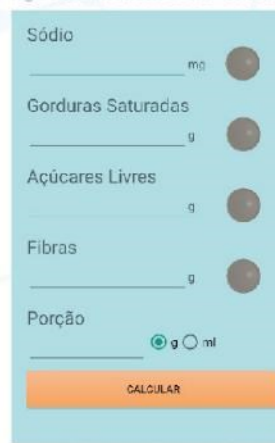 Sódio
mg
Gorduras Saturadas
g
Açúcares Livres
g
Fibras
g
Porção
g ml
CALCULAR